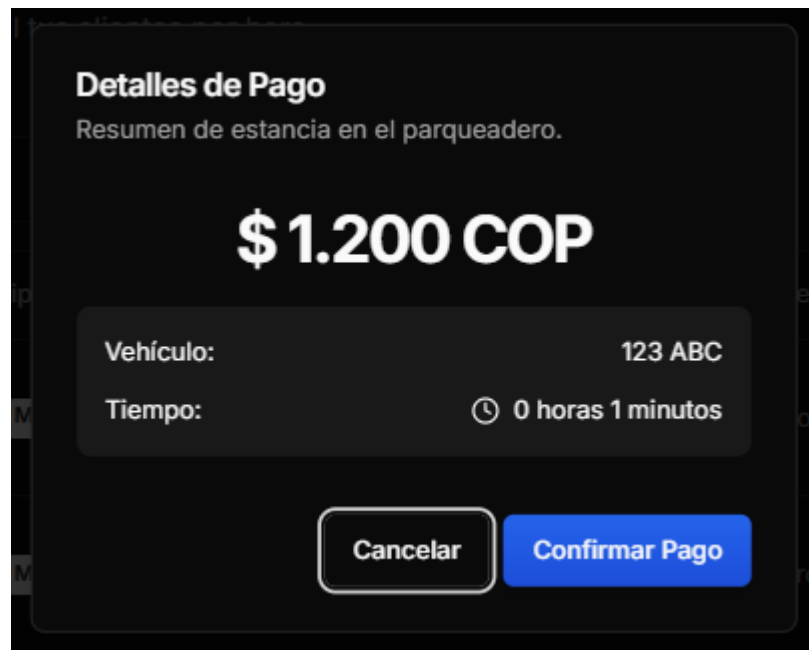 Detalles de Pago
Resumen de estancia en el parqueadero.
$ 1.200 COP
Vehículo: 123 ABC
Tiempo: 0 horas 1 minutos
Cancelar Confirmar Pago